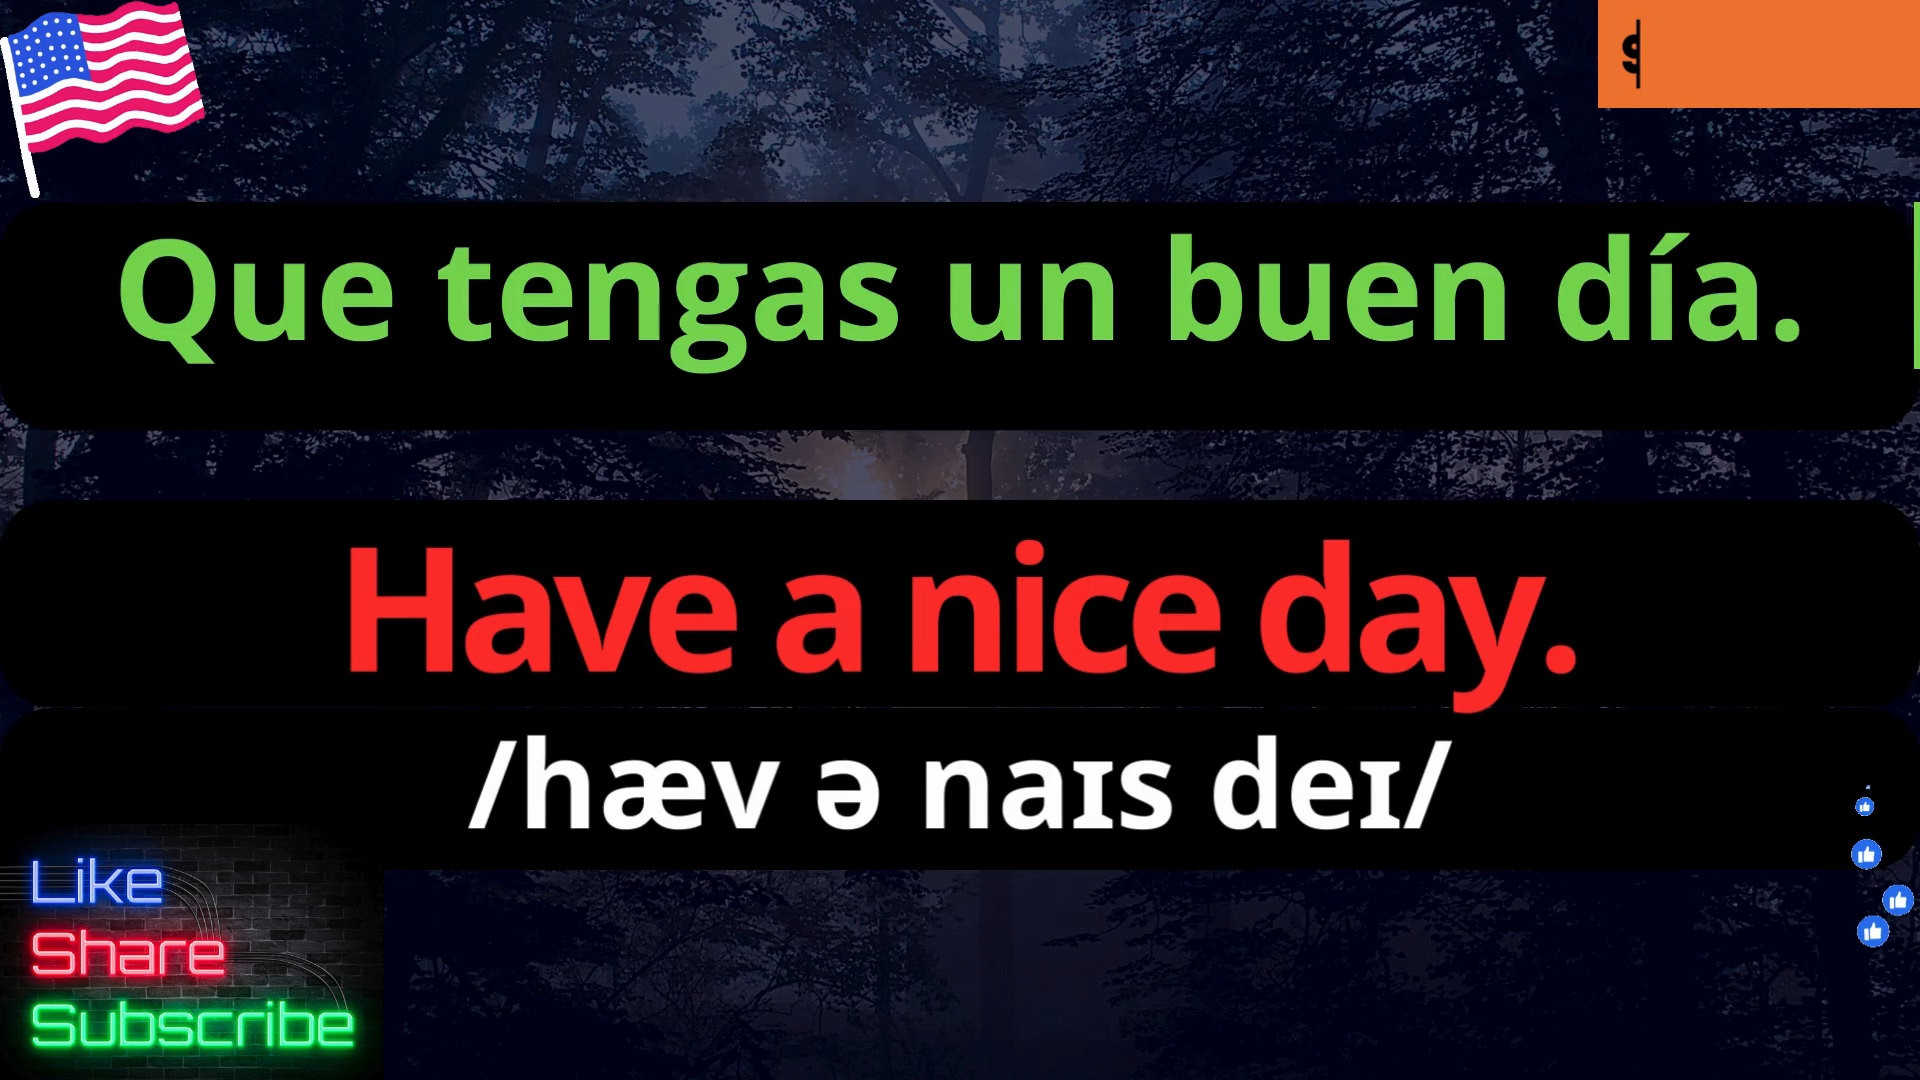 Que tengas un buen día.
Have a nice day.
/hæv ə naɪs deɪ/
Like
Share
Subscribe